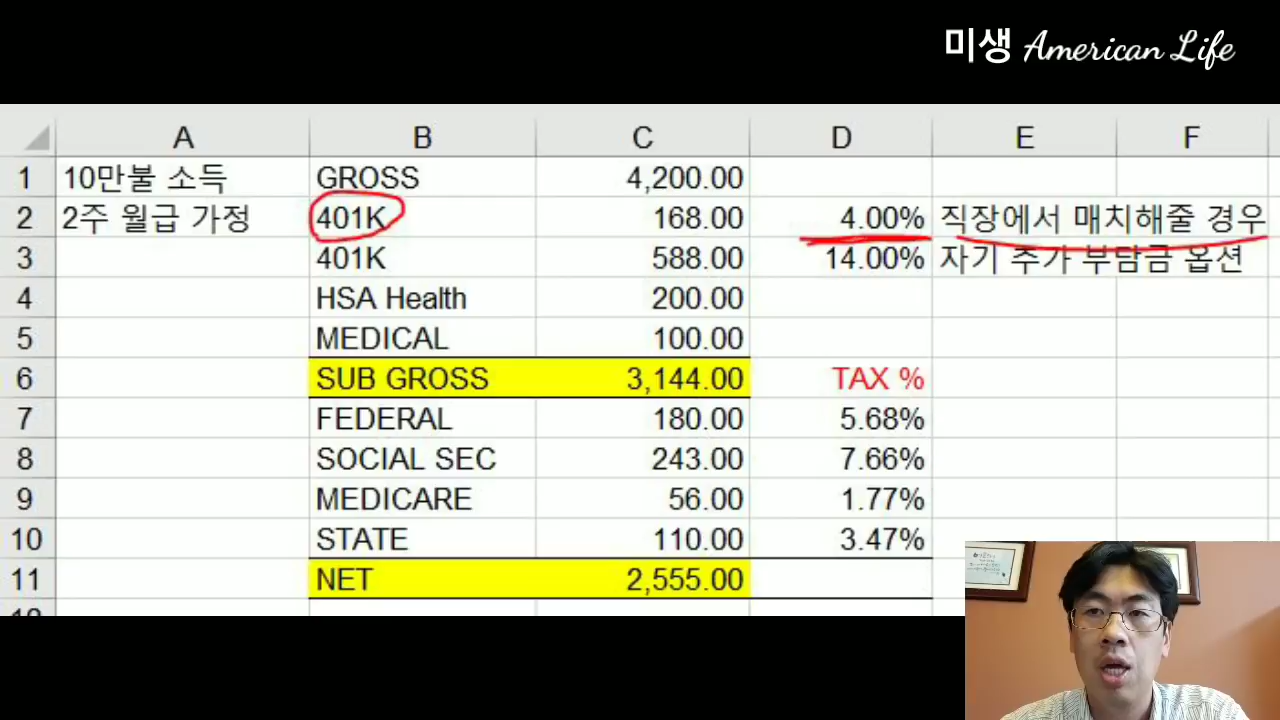 미생 American Life
A B C D E F
1 10만불 소득 GROSS 4,200.00
2 2주 월급 가정 401K 168.00 4.00% 직장에서 매치해줄 경우
3 401K 588.00 14.00% 자기 추가 부담금 옵션
4 HSA Health 200.00
5 MEDICAL 100.00
6 SUB GROSS 3,144.00 TAX %
7 FEDERAL 180.00 5.68%
8 SOCIAL SEC 243.00 7.66%
9 MEDICARE 56.00 1.77%
10 STATE 110.00 3.47%
11 NET 2,555.00